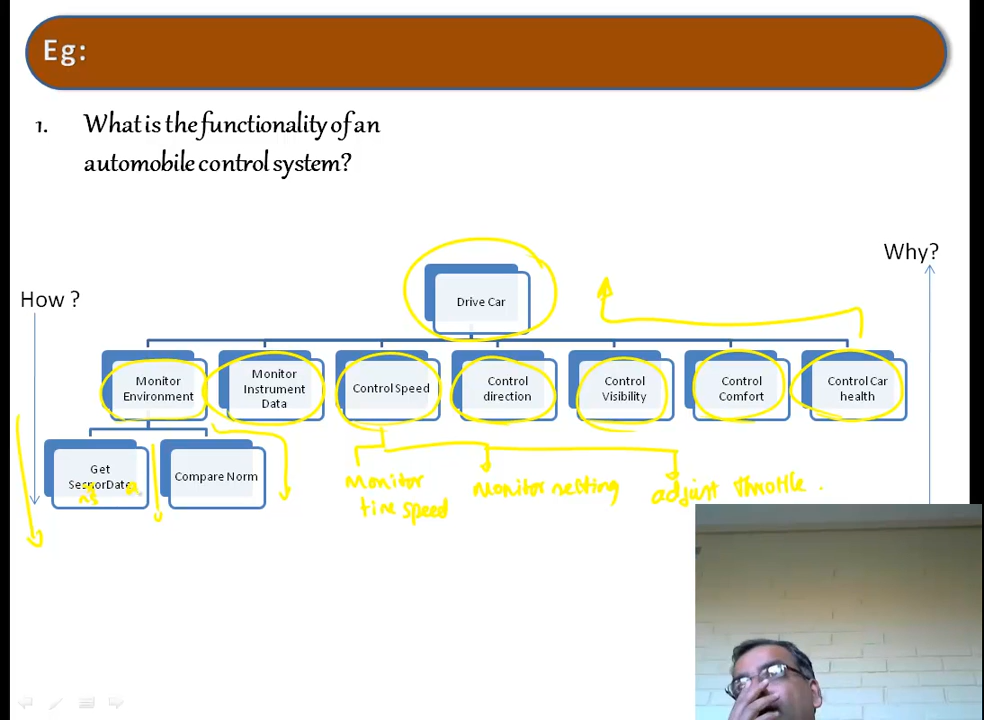 Eg:
1. What is the functionality of an
automobile control system?
Why?
How ?
Drive Car
Monitor
Environment
Monitor
Instrument
Data
Control Speed
Control
direction
Control
Visibility
Control
Comfort
Control Car
health
Get
SesnorDate
Compare Norm
Monitor
tire speed
Monitor
adjust throttle.